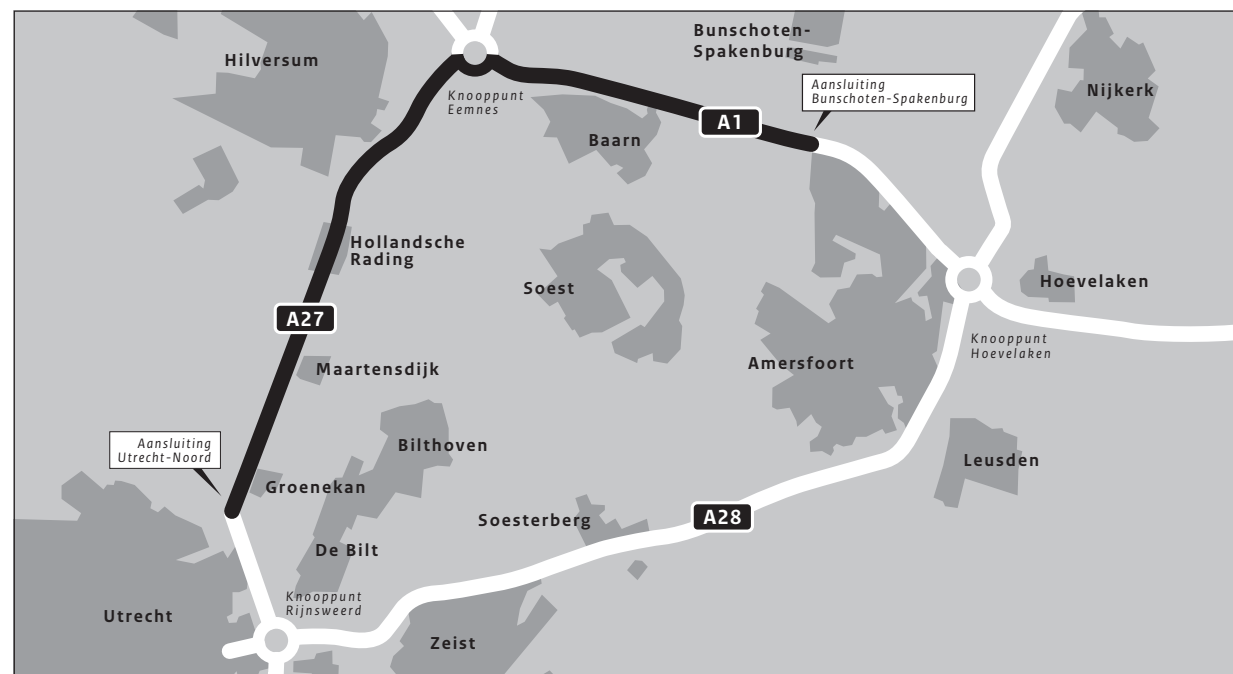 Bunschoten-
Spakenburg
Hilversum
Aansluiting
Bunschoten-Spakenburg
Nijkerk
Knooppunt
Eemnes
A1
Baarn
Hollandsche
Rading
Soest
Hoevelaken
A27
Knooppunt
Hoevelaken
Maartensdijk
Amersfoort
Aansluiting
Utrecht-Noord
Bilthoven
Leusden
Groenekan
Soesterberg
A28
De Bilt
Knooppunt
Rijnsweerd
Utrecht
Zeist